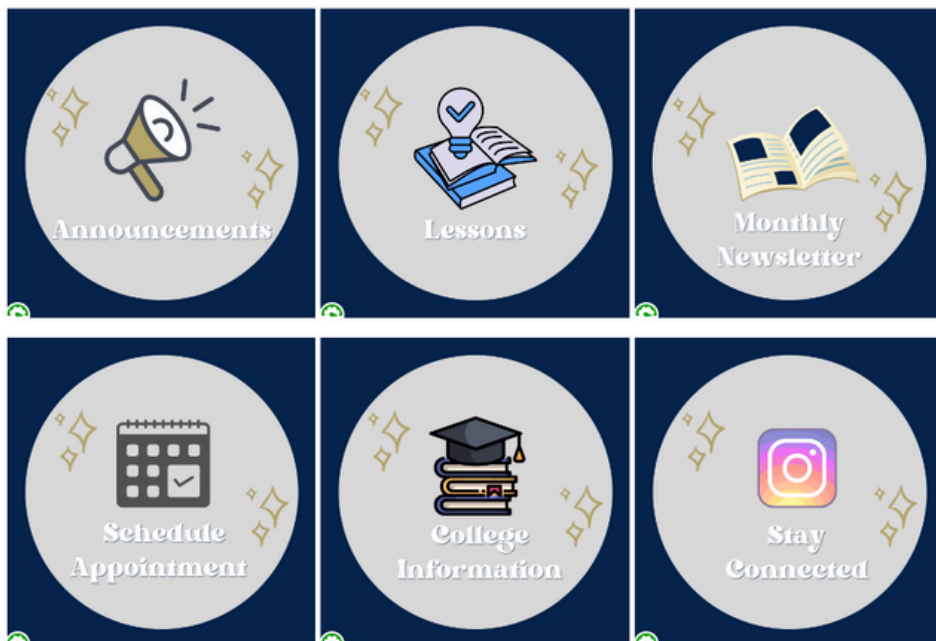 Announcements
Lessons
Monthly
Newsletter
Schedule
Appointment
College
Information
Stay
Connected